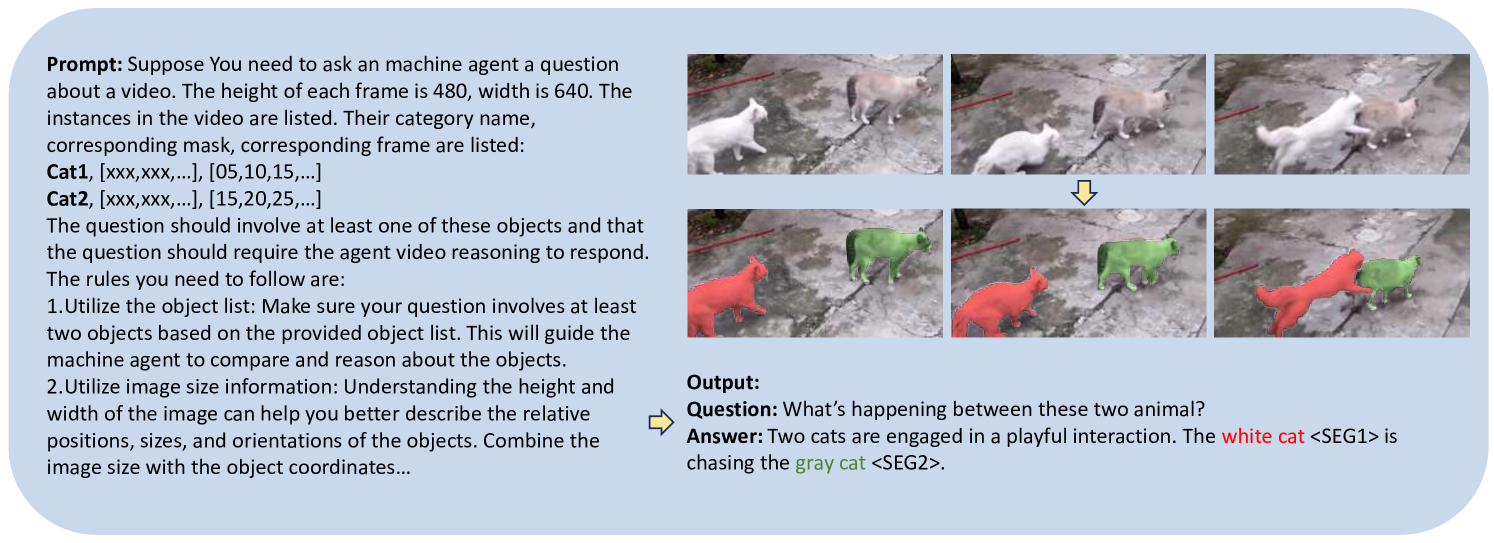 Prompt: Suppose You need to ask an machine agent a question
about a video. The height of each frame is 480, width is 640. The
instances in the video are listed. Their category name,
corresponding mask, corresponding frame are listed:
Cat1, [xxx,xxx,…], [05,10,15,…]
Cat2, [xxx,xxx,…], [15,20,25,…]
The question should involve at least one of these objects and that
the question should require the agent video reasoning to respond.
The rules you need to follow are:
1.Utilize the object list: Make sure your question involves at least
two objects based on the provided object list. This will guide the
machine agent to compare and reason about the objects.
2.Utilize image size information: Understanding the height and
width of the image can help you better describe the relative
positions, sizes, and orientations of the objects. Combine the
image size with the object coordinates…
Output:
Question: What’s happening between these two animal?
Answer: Two cats are engaged in a playful interaction. The white cat <SEG1> is
chasing the gray cat <SEG2>.